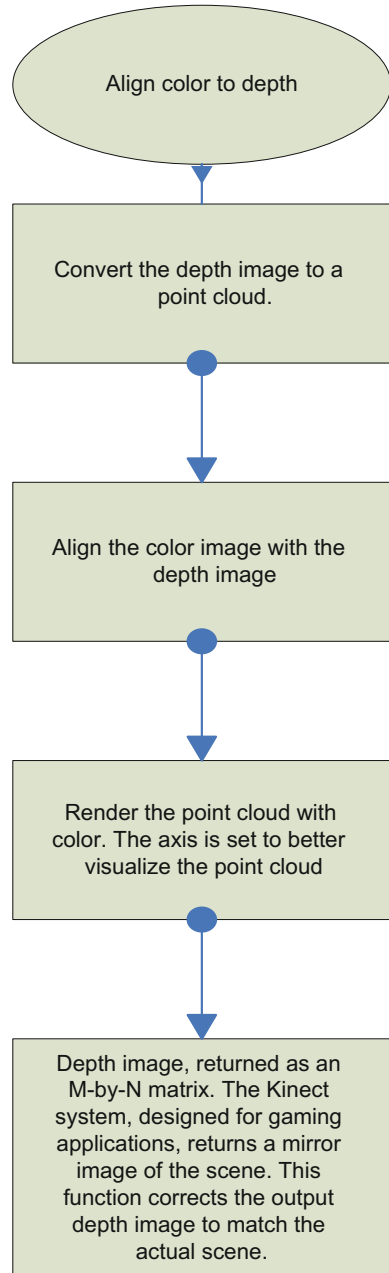 Align color to depth
Convert the depth image to a
point cloud.
Align the color image with the
depth image
Render the point cloud with
color. The axis is set to better
visualize the point cloud
Depth image, returned as an
M-by-N matrix. The Kinect
system, designed for gaming
applications, returns a mirror
image of the scene. This
function corrects the output
depth image to match the
actual scene.